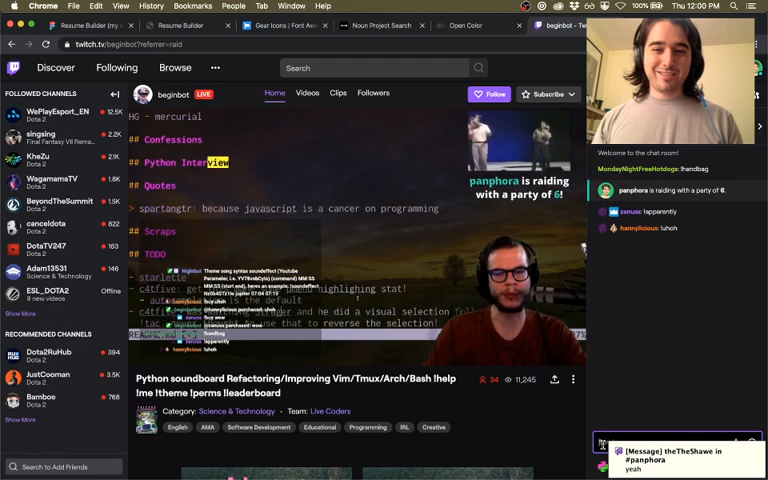 Chrome File Edit View History Bookmarks People Tab Window Help
100% Thu 12:00 PM
Resume Builder (my v
Resume Builder
Gear Icons | Font Aw
Noun Project Search
Open Color
beginbot - Tw
twitch.tv/beginbot?referrer=raid
Discover Following Browse
Search
FOLLOWED CHANNELS
WePlayEsport_EN
Dota 2
12.5K
singsing
Final Fantasy VII Rema...
2.2K
KheZu
Dota 2
2.1K
WagamamaTV
Dota 2
1.8K
BeyondTheSummit
Dota 2
1.5K
canceldota
Dota 2
622
DotaTV247
Dota 2
163
Adam13531
Science & Technology
126
ESL_DOTA2
9 new videos
Offline
Show More
RECOMMENDED CHANNELS
Dota2RuHub
Dota 2
394
JustCooman
Dota 2
3.5K
Bamboe
Dota 2
768
Show More
Search to Add Friends
beginbot LIVE
Home Videos Clips Followers
Follow
Subscribe
HG - mercurial
## Confessions
## Python Interview
## Quotes
> spartangtr: because javascript is a cancer on programming
## Scraps
## TODO
- starlette
panphora is raiding
with a party of 6!
Python soundboard Refactoring/Improving Vim/Tmux/Arch/Bash !help
!me !theme !perms !leaderboard
34 11,245
Category: Science & Technology Team: Live Coders
English AMA Software Development Educational Programming IRL Creative
Welcome to the chat room!
MondayNightFreeHotdogs: !handbag
panphora is raiding with a party of 6.
zanuss: !apparently
hannylicious: !uhoh
[Message] theTheShawe in
#panphora
yeah